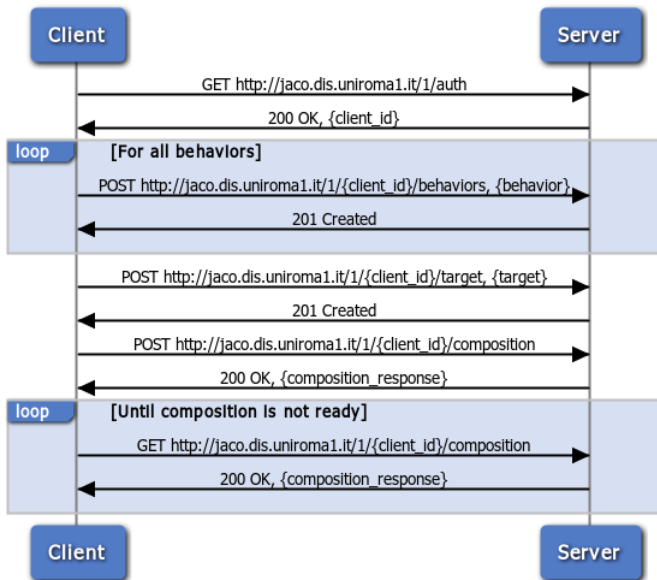 Client Server
GET http://jaco.dis.uniroma1.it/1/auth
200 OK, {client_id}
loop [For all behaviors]
POST http://jaco.dis.uniroma1.it/1/{client_id}/behaviors, {behavior}
201 Created
POST http://jaco.dis.uniroma1.it/1/{client_id}/target, {target}
201 Created
POST http://jaco.dis.uniroma1.it/1/{client_id}/composition
200 OK, {composition_response}
loop [Until composition is not ready]
GET http://jaco.dis.uniroma1.it/1/{client_id}/composition
200 OK, {composition_response}
Client Server